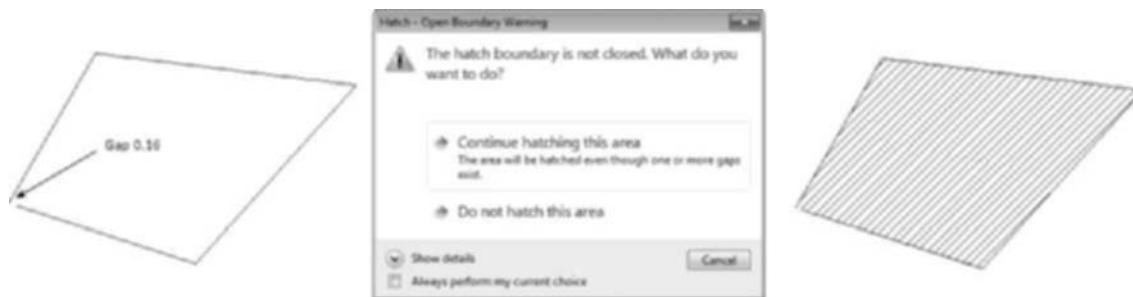 Gap 0.16
Hatch - Open Boundary Warning
The hatch boundary is not closed. What do you
want to do?
Continue hatching this area
The area will be hatched even though one or more gaps
exist.
Do not hatch this area
Show details
Cancel
Always perform my current choice